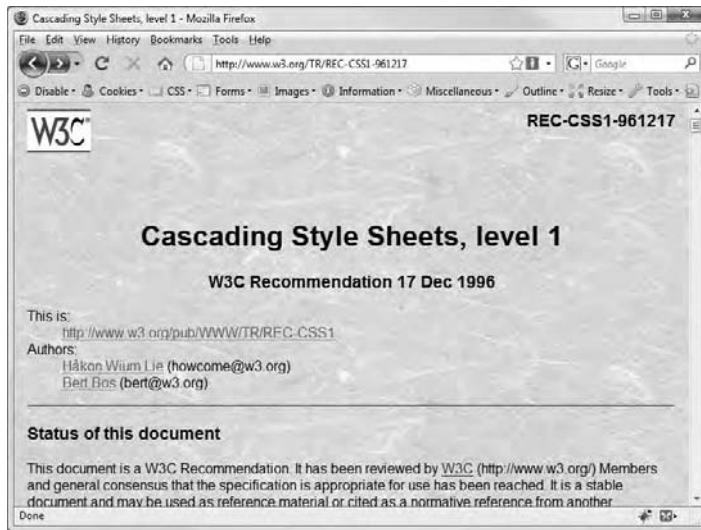 Cascading Style Sheets, level 1 - Mozilla Firefox
File Edit View History Bookmarks Tools Help
http://www.w3.org/TR/REC-CSS1-961217
Google
Disable Cookies CSS Forms Images Information Miscellaneous Outline Resize Tools
W3C
REC-CSS1-961217
Cascading Style Sheets, level 1
W3C Recommendation 17 Dec 1996
This is:
http://www.w3.org/pub/WWW/TR/REC-CSS1
Authors:
Håkon Wium Lie (howcome@w3.org)
Bert Bos (bert@w3.org)
Status of this document
This document is a W3C Recommendation. It has been reviewed by W3C (http://www.w3.org/) Members
and general consensus that the specification is appropriate for use has been reached. It is a stable
document and may be used as reference material or cited as a normative reference from another
Done